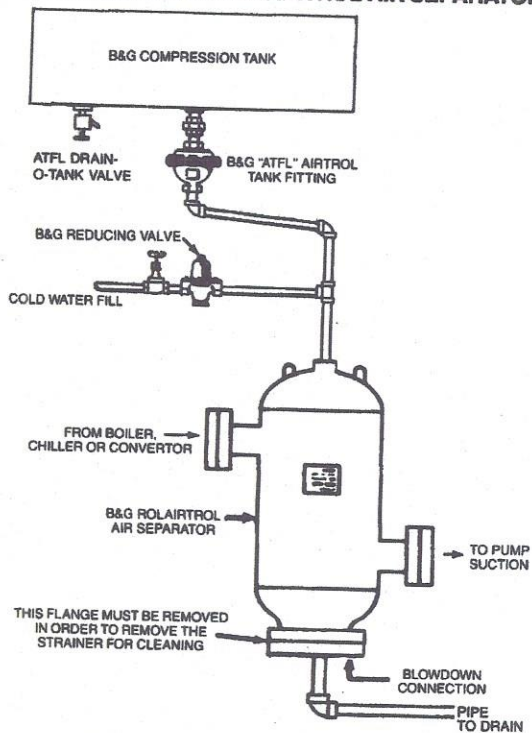 AIR SEPARATOR
B&G COMPRESSION TANK
ATFL DRAIN-
O-TANK VALVE
B&G "ATFL" AIRTROL
TANK FITTING
B&G REDUCING VALVE
COLD WATER FILL
FROM BOILER,
CHILLER OR CONVERTOR
B&G ROLAIRTROL
AIR SEPARATOR
TO PUMP
SUCTION
THIS FLANGE MUST BE REMOVED
IN ORDER TO REMOVE THE
STRAINER FOR CLEANING
BLOWDOWN
CONNECTION
PIPE
TO DRAIN